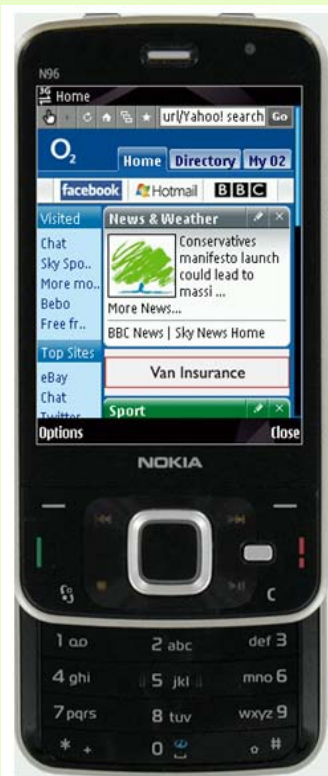 N96
3G Home
url/Yahoo! search Go
O2 Home Directory My O2
facebook Hotmail BBC
Visited
Chat
Sky Spo..
More mo..
Bebo
Free fr..
Top Sites
eBay
Chat
Twitter
News & Weather
Conservatives
manifesto launch
could lead to
massi ...
More News...
BBC News | Sky News Home
Van Insurance
Sport
Options Close
NOKIA
C
1 2 abc def 3
4 ghi 5 jkl mno 6
7 pqrs 8 tuv wxyz 9
* + 0 #